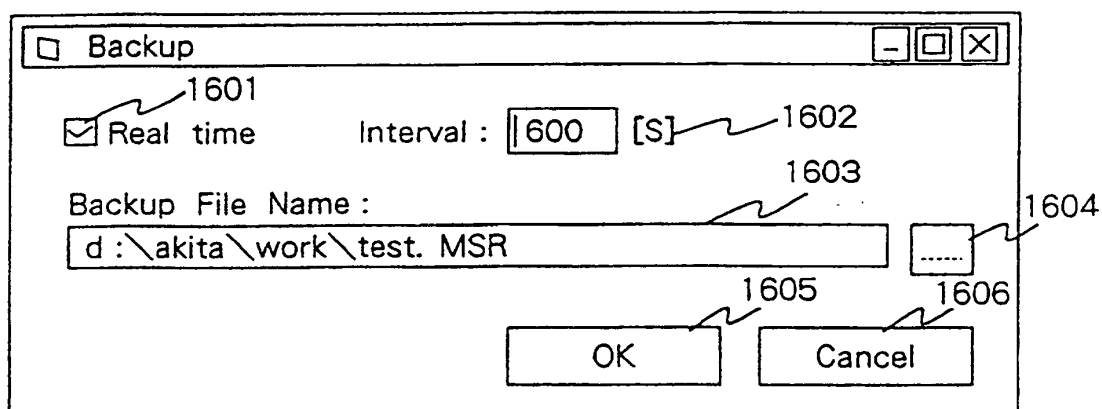 Backup
1601
Real time Interval : 600 [S] 1602
1603
Backup File Name :
1604
d :\akita\work\test. MSR ......
1605 1606
OK Cancel